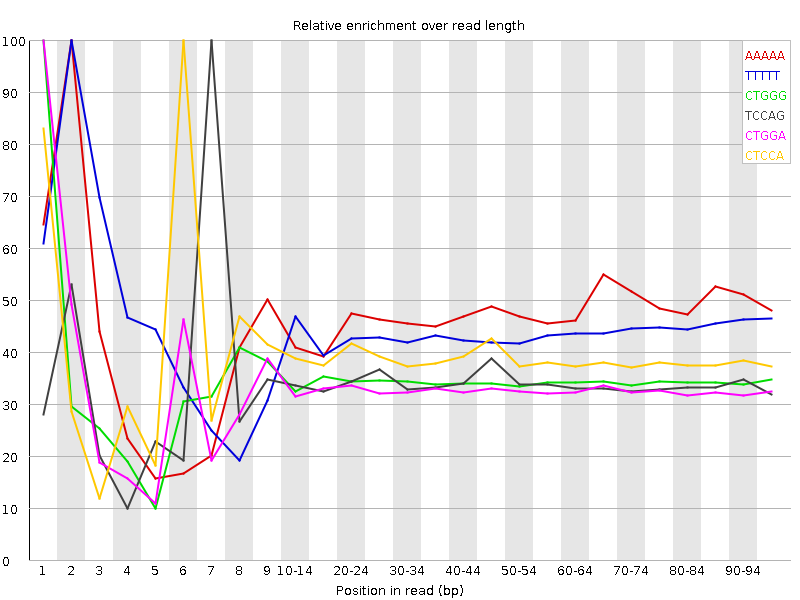 Relative enrichment over read length
100
90
80
70
60
50
40
30
20
10
0
AAAAA
TTTTT
CTGGG
TCCAG
CTGGA
CTCCA
1 2 3 4 5 6 7 8 9 10-14 20-24 30-34 40-44 50-54 60-64 70-74 80-84 90-94
Position in read (bp)